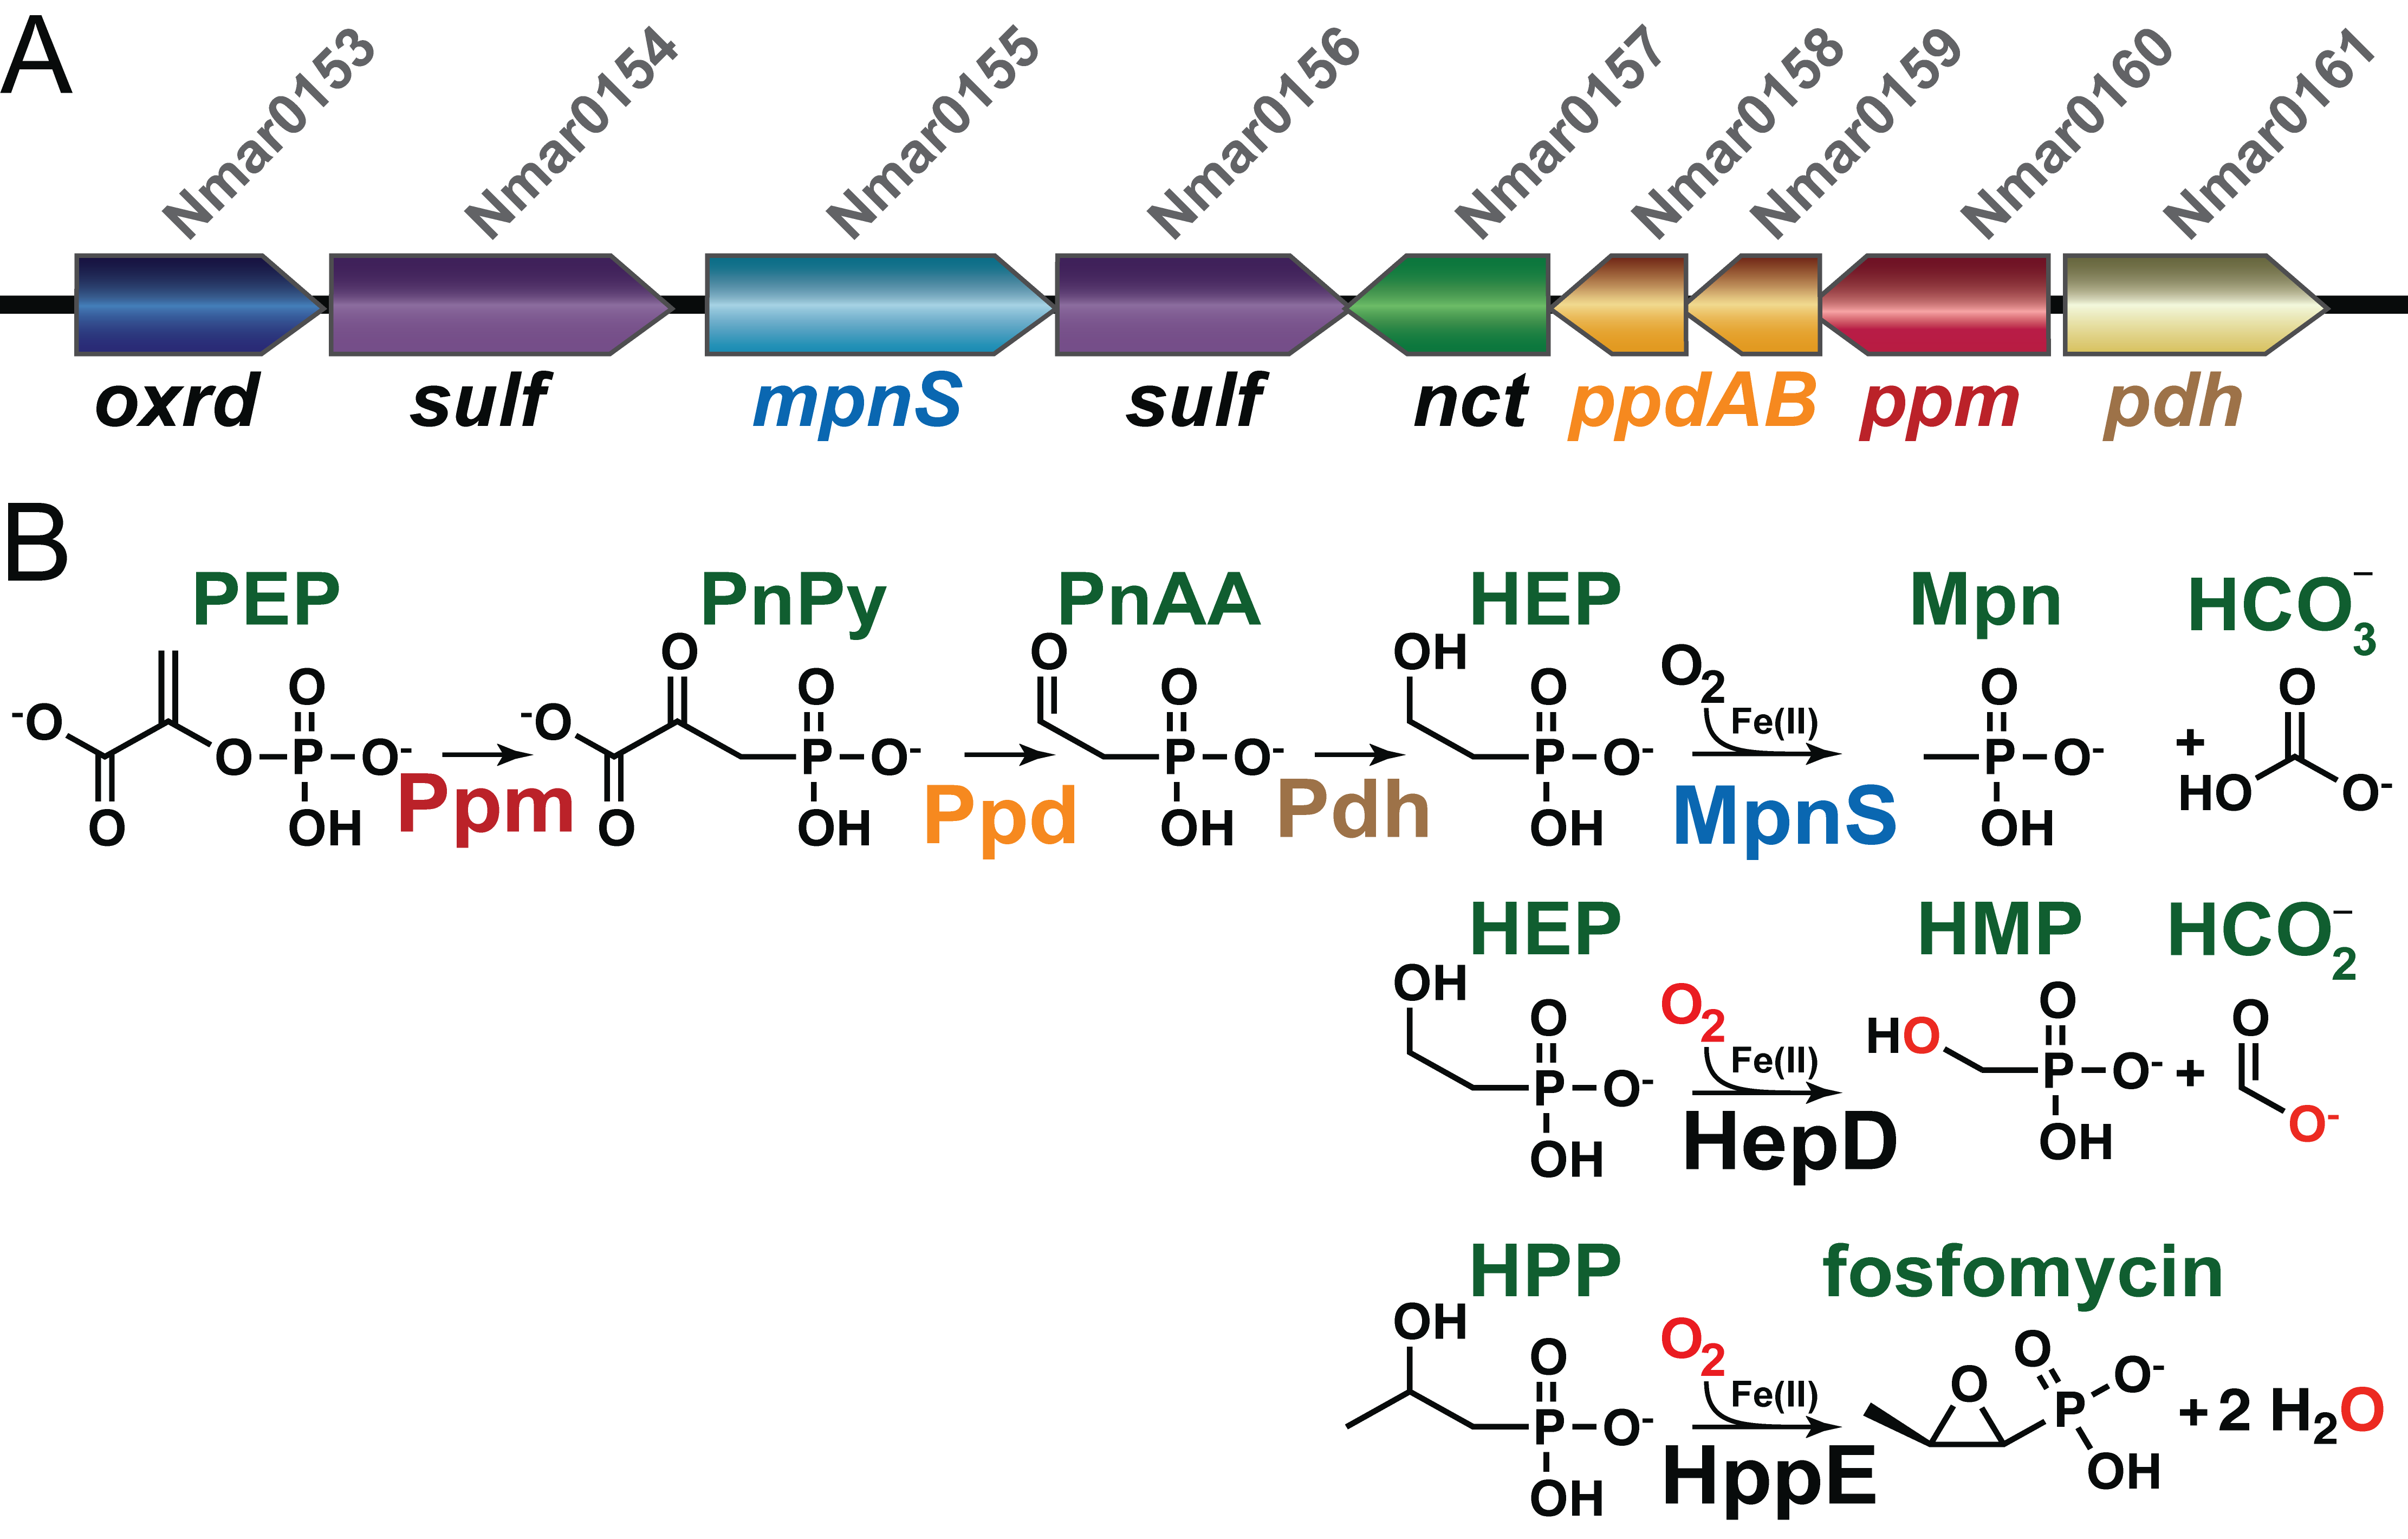 A
Nmar0153 Nmar0154 Nmar0155 Nmar0156 Nmar0157 Nmar0158 Nmar0159 Nmar0160 Nmar0161
oxrd sulf mpnS sulf nct ppdAB ppm pdh
B
PEP PnPy PnAA HEP Mpn HCO3−
O O OH O2
O O O O O O
-O -O Fe(II)
O P O- O P O- P O- P O- P O- + HO O-
Ppm Ppd Pdh MpnS
O OH O OH OH OH OH
HEP HMP HCO2−
OH O2
O O O
HO Fe(II)
P O- P O- + O-
HepD
OH OH
HPP fosfomycin
OH O2
O O O O-
Fe(II)
P O- P + 2 H2O
HppE
OH OH